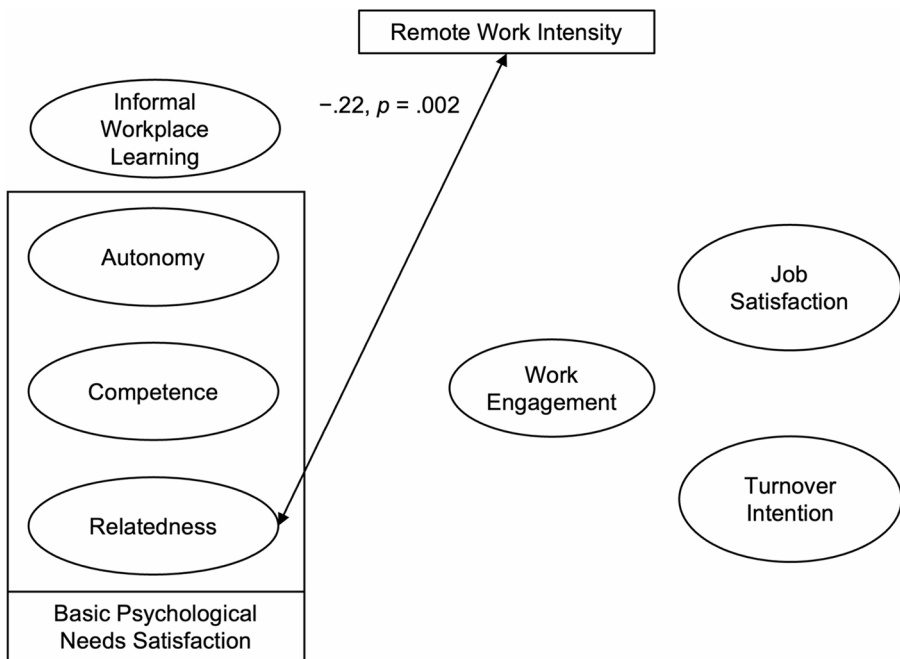 Remote Work Intensity
−.22, p = .002
Informal
Workplace
Learning
Autonomy
Competence
Relatedness
Basic Psychological
Needs Satisfaction
Work
Engagement
Job
Satisfaction
Turnover
Intention